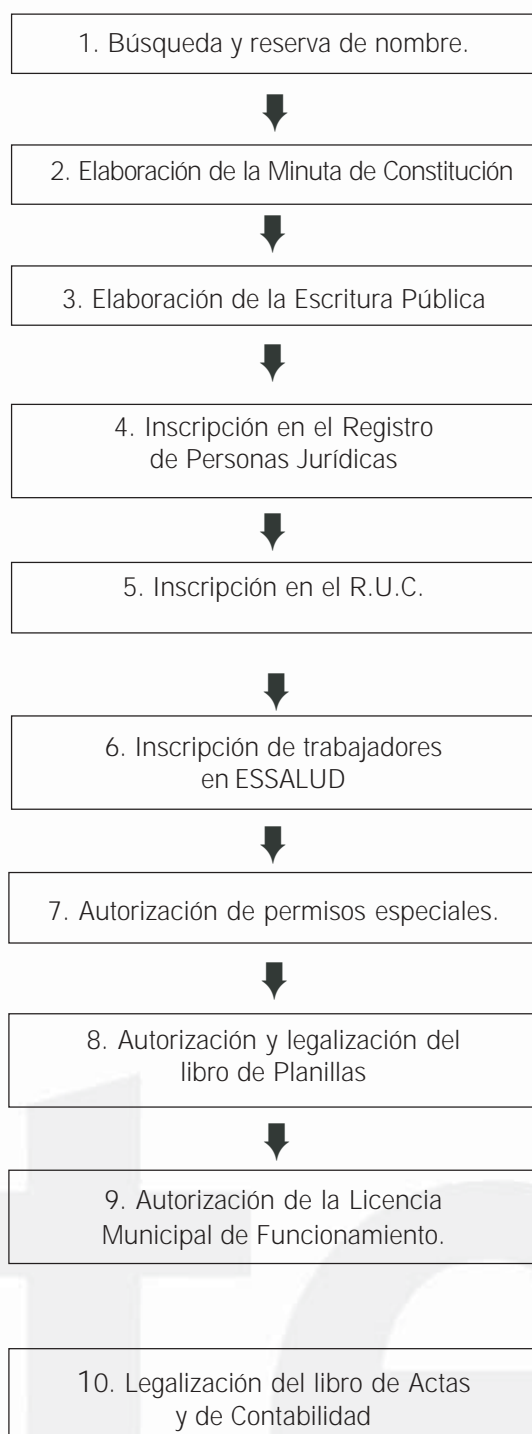 1. Búsqueda y reserva de nombre.
2. Elaboración de la Minuta de Constitución
3. Elaboración de la Escritura Pública
4. Inscripción en el Registro
de Personas Jurídicas
5. Inscripción en el R.U.C.
6. Inscripción de trabajadores
en ESSALUD
7. Autorización de permisos especiales.
8. Autorización y legalización del
libro de Planillas
9. Autorización de la Licencia
Municipal de Funcionamiento.
10. Legalización del libro de Actas
y de Contabilidad